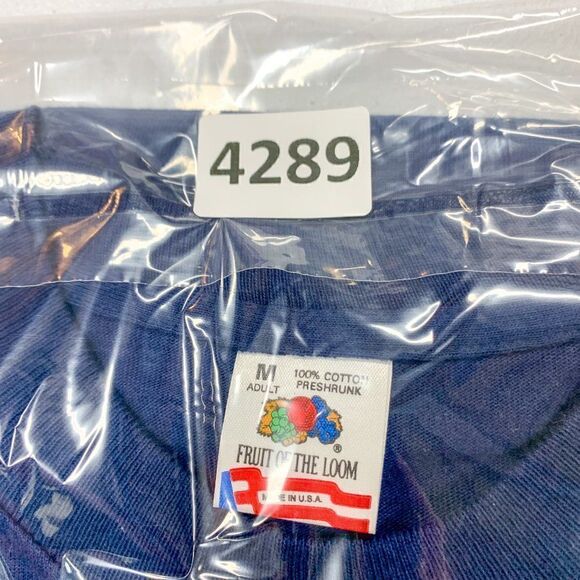 4289
M 100% COTTON
ADULT PRESHRUNK
®
FRUIT OF THE LOOM
MADE IN U.S.A.